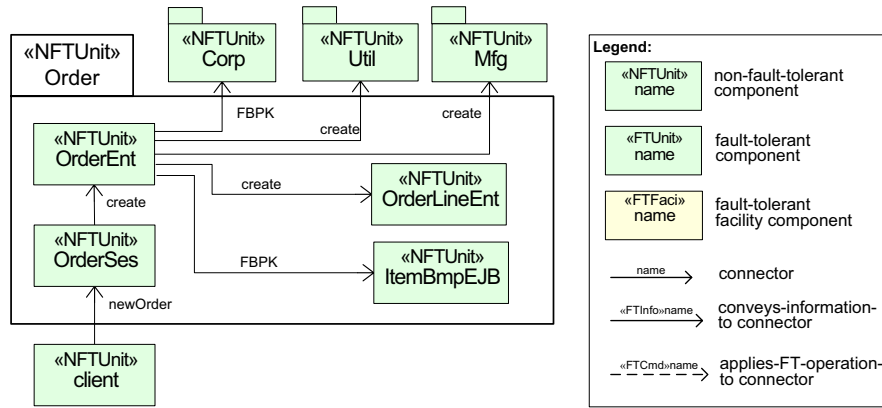 «NFTUnit»
Order
«NFTUnit»
Corp
«NFTUnit»
Util
«NFTUnit»
Mfg
FBPK
create
create
«NFTUnit»
OrderEnt
create
«NFTUnit»
OrderLineEnt
create
«NFTUnit»
OrderSes
FBPK
«NFTUnit»
ItemBmpEJB
newOrder
«NFTUnit»
client
Legend:
«NFTUnit»
name
non-fault-tolerant
component
«FTUnit»
name
fault-tolerant
component
«FTFaci»
name
fault-tolerant
facility component
name
connector
«FTInfo»name
conveys-information-
to connector
«FTCmd»name
applies-FT-operation-
to connector